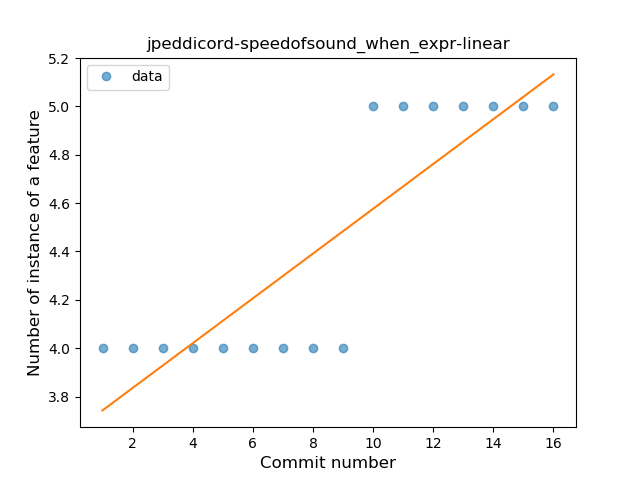 jpeddicord-speedofsound_when_expr-linear
data
Number of instance of a feature
5.2
5.0
4.8
4.6
4.4
4.2
4.0
3.8
2 4 6 8 10 12 14 16
Commit number